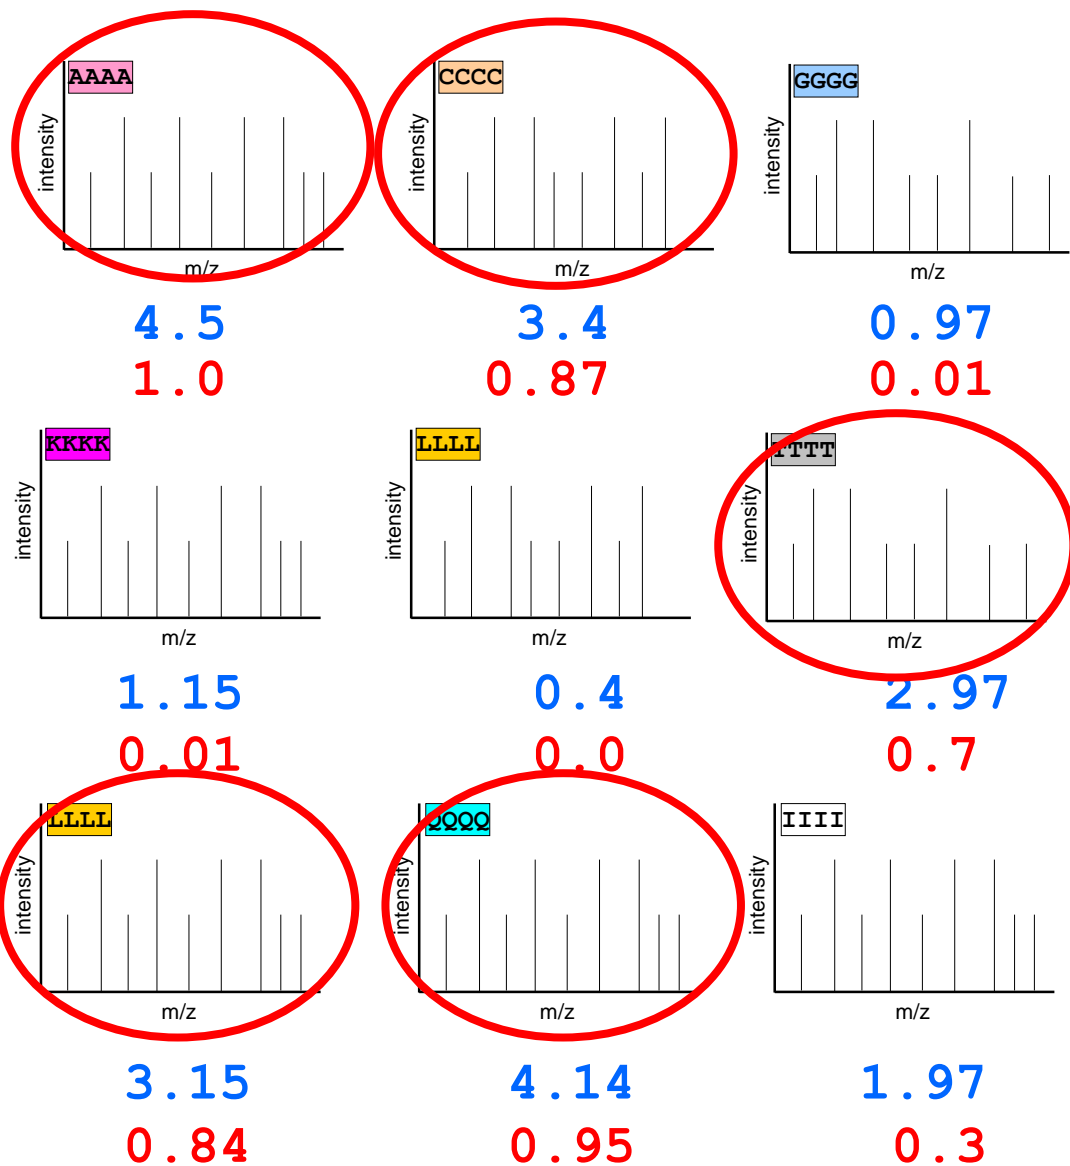 AAAA
intensity
m/z
4.5
1.0
CCCC
intensity
m/z
3.4
0.87
GGGG
intensity
m/z
0.97
0.01
KKKK
intensity
m/z
1.15
0.01
LLLL
intensity
m/z
0.4
0.0
TTTT
intensity
m/z
2.97
0.7
LLLL
intensity
m/z
3.15
0.84
QQQQ
intensity
m/z
4.14
0.95
IIII
intensity
m/z
1.97
0.3